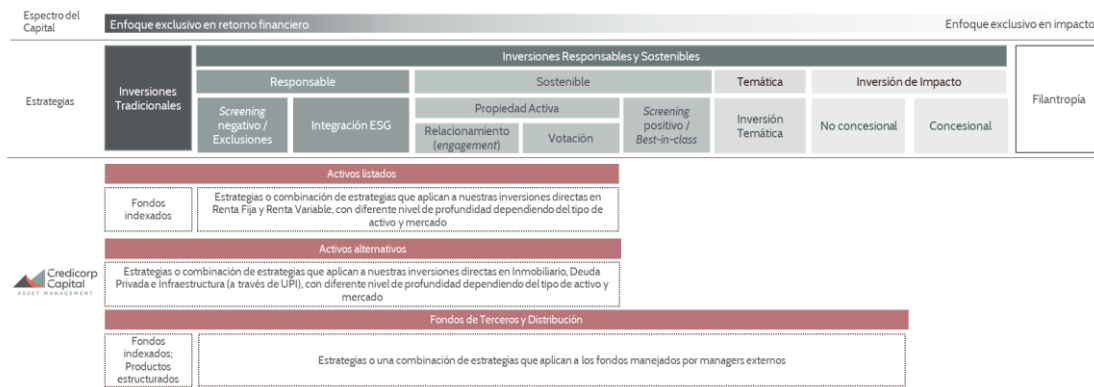 Espectro del
Capital
Enfoque exclusivo en retorno financiero
Enfoque exclusivo en impacto
Estrategias
Inversiones
Tradicionales
Inversiones Responsables y Sostenibles
Filantropía
Responsable
Sostenible
Temática
Inversión de Impacto
Screening
negativo /
Exclusiones
Integración ESG
Propiedad Activa
Relacionamiento
(engagement)
Votación
Screening
positivo /
Best-in-class
Inversión
Temática
No concesional
Concesional
Credicorp
Capital
ASSET MANAGEMENT
Activos listados
Fondos
indexados
Estrategias o combinación de estrategias que aplican a nuestras inversiones directas en
Renta Fija y Renta Variable, con diferente nivel de profundidad dependiendo del tipo de
activo y mercado
Activos alternativos
Estrategias o combinación de estrategias que aplican a nuestras inversiones directas en Inmobiliario, Deuda
Privada e Infraestructura (a través de UPI), con diferente nivel de profundidad dependiendo del tipo de activo y
mercado
Fondos de Terceros y Distribución
Fondos
indexados;
Productos
estructurados
Estrategias o una combinación de estrategias que aplican a los fondos manejados por managers externos